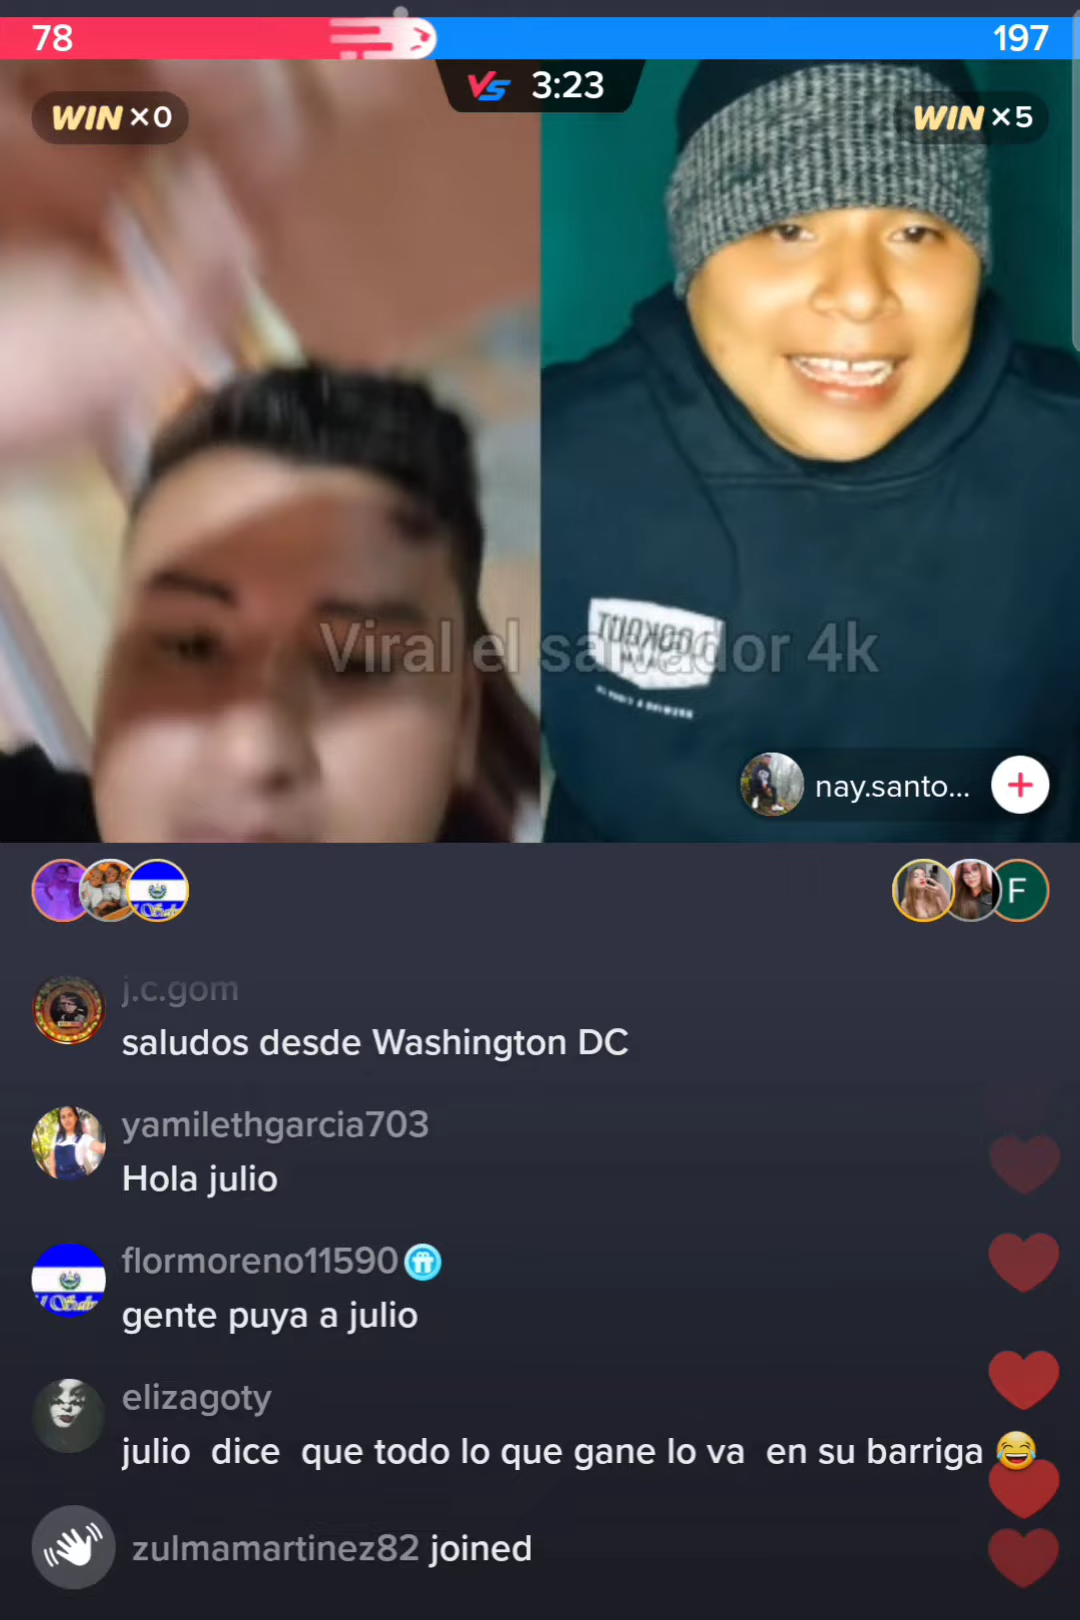 78
197
VS 3:23
WIN ×0
WIN ×5
Viral el salvador 4k
nay.santo...
F
j.c.gom
saludos desde Washington DC
yamilethgarcia703
Hola julio
flormoreno11590
gente puya a julio
elizagoty
julio dice que todo lo que gane lo va en su barriga 😂
zulmamartinez82 joined